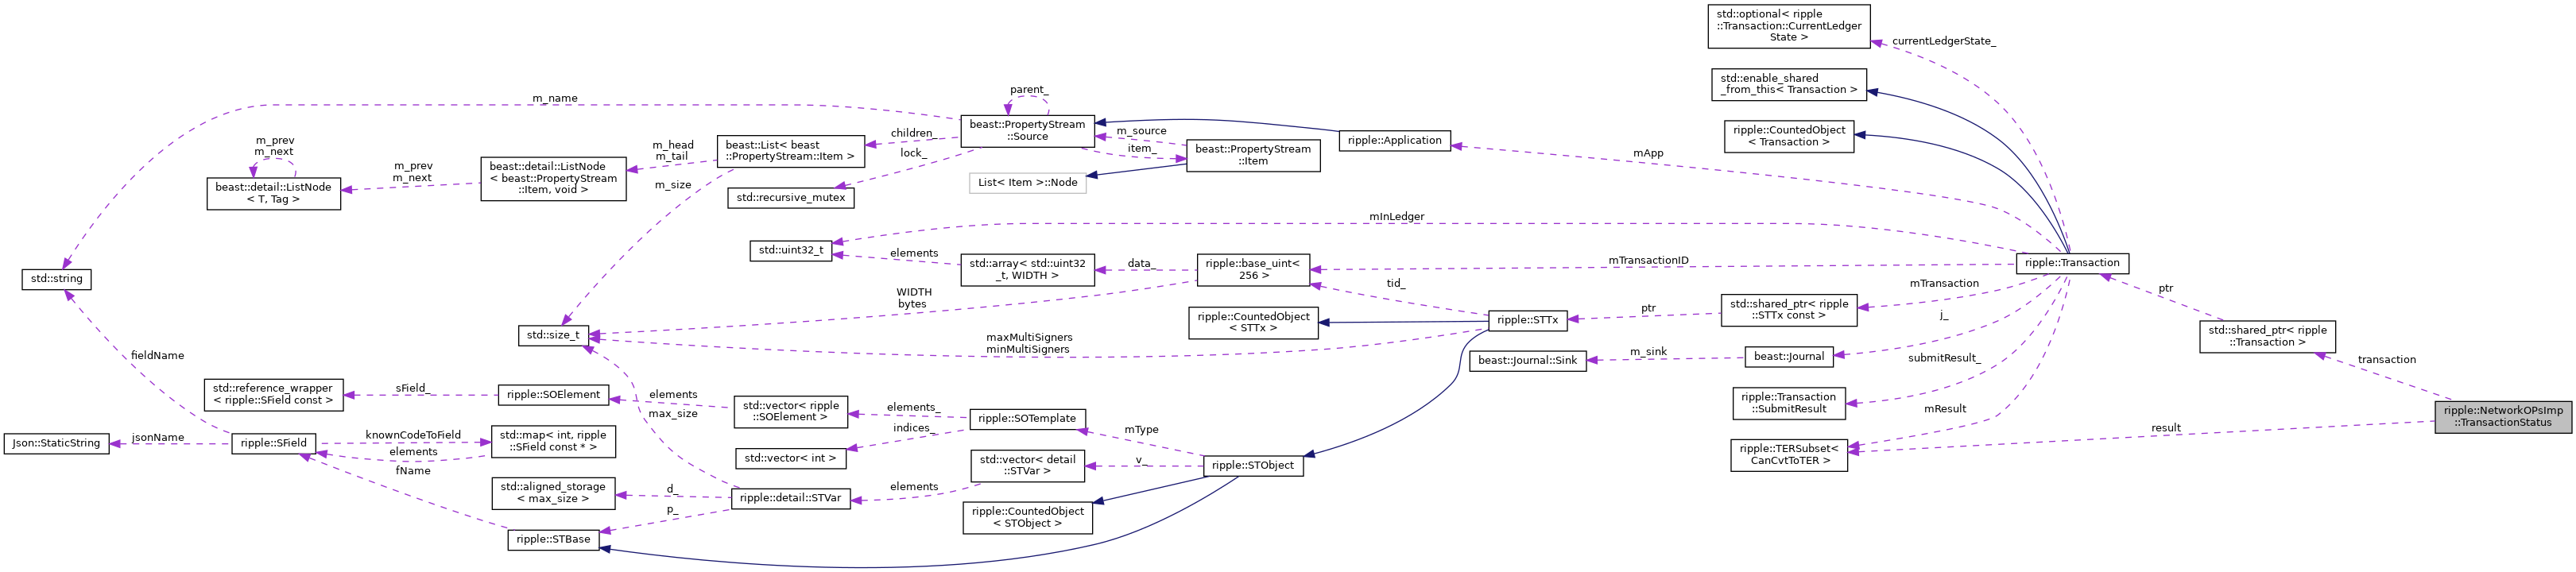 std::optional< ripple
::Transaction::CurrentLedger
State >
currentLedgerState_
std::enable_shared
_from_this< Transaction >
ripple::CountedObject
< Transaction >
m_name
parent_
beast::PropertyStream
::Source
children_
lock_
m_source
item_
ripple::Application
beast::PropertyStream
::Item
List< Item >::Node
mApp
beast::List< beast
::PropertyStream::Item >
m_head
m_tail
std::recursive_mutex
m_size
beast::detail::ListNode
< beast::PropertyStream
::Item, void >
m_prev
m_next
beast::detail::ListNode
< T, Tag >
m_prev
m_next
mInLedger
std::uint32_t
elements
std::array< std::uint32
_t, WIDTH >
data_
ripple::base_uint<
256 >
mTransactionID
ripple::Transaction
std::string
WIDTH
bytes
tid_
mTransaction
std::shared_ptr< ripple
::STTx const >
ptr
ptr
ripple::CountedObject
< STTx >
ripple::STTx
std::size_t
maxMultiSigners
minMultiSigners
j_
std::shared_ptr< ripple
::Transaction >
beast::Journal::Sink
m_sink
beast::Journal
submitResult_
transaction
fieldName
std::reference_wrapper
< ripple::SField const >
sField_
ripple::SOElement
elements
max_size
std::vector< ripple
::SOElement >
elements_
indices_
ripple::SOTemplate
mType
ripple::Transaction
::SubmitResult
mResult
ripple::NetworkOPsImp
::TransactionStatus
result
Json::StaticString
jsonName
ripple::SField
knownCodeToField
elements
std::map< int, ripple
::SField const * >
fName
std::vector< int >
std::vector< detail
::STVar >
v_
ripple::STObject
ripple::TERSubset<
CanCvtToTER >
std::aligned_storage
< max_size >
d_
p_
ripple::detail::STVar
elements
ripple::CountedObject
< STObject >
ripple::STBase